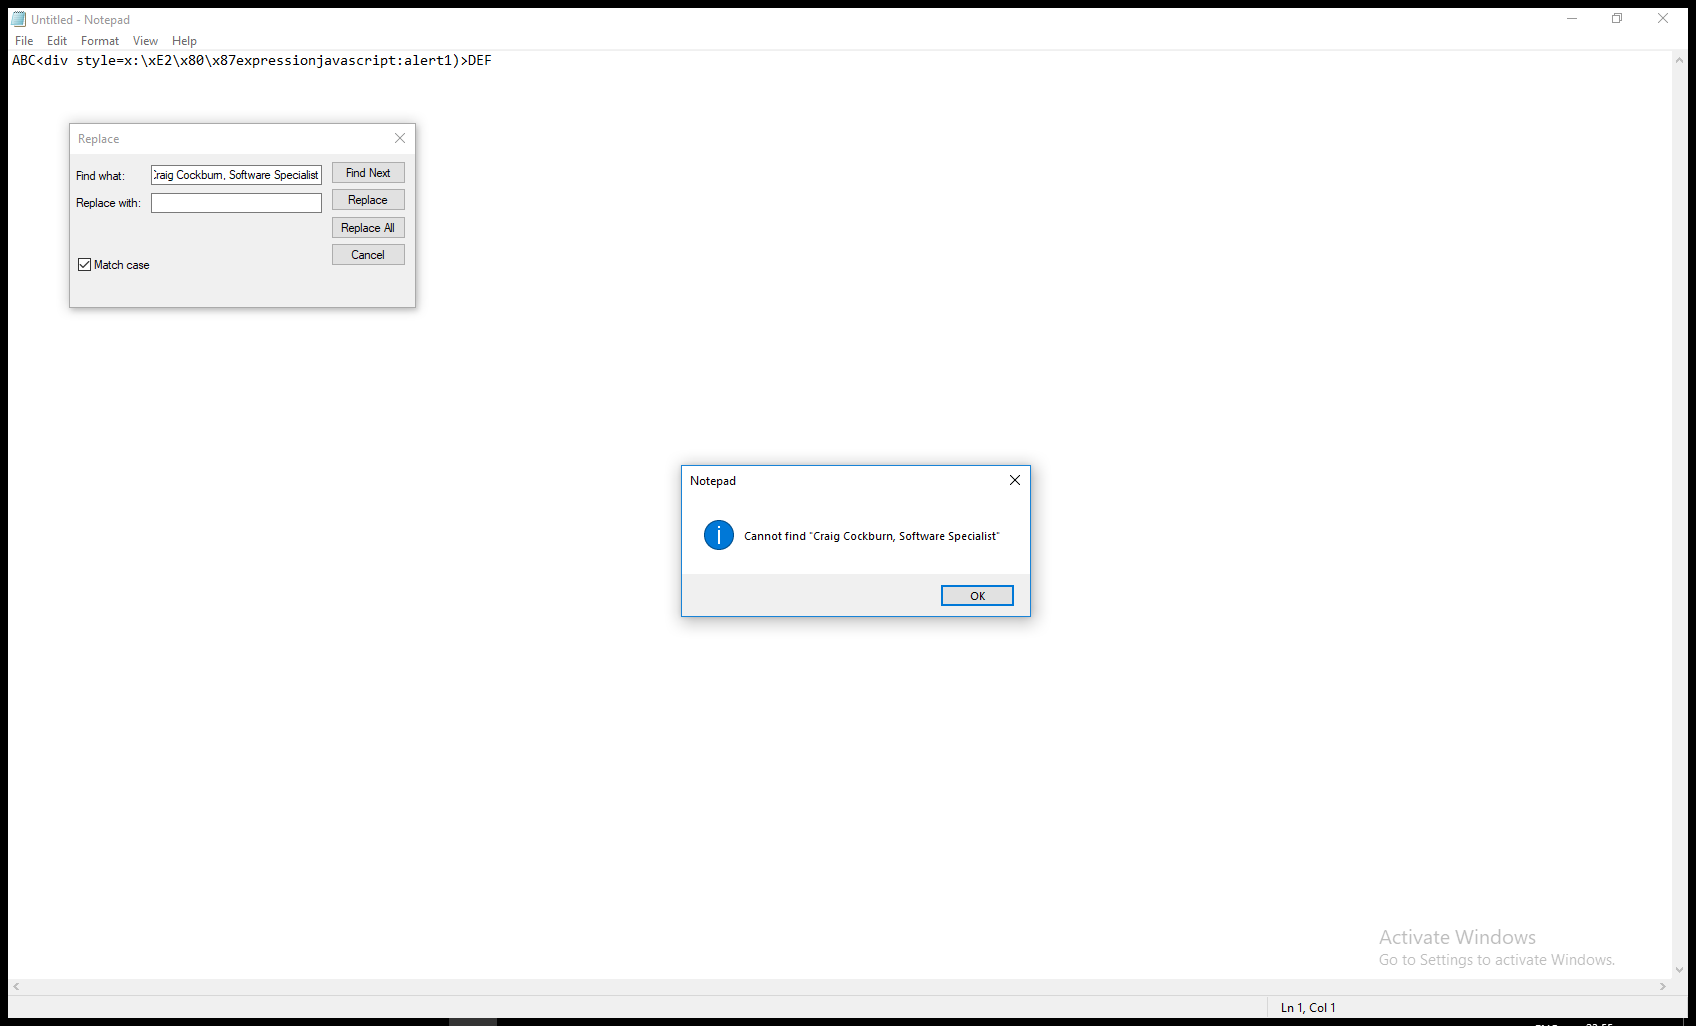 Untitled - Notepad
File Edit Format View Help
ABC<div style=x:\xE2\x80\x87expressionjavascript:alert1)>DEF
Replace
Find what: raig Cockburn, Software Specialist Find Next
Replace with: Replace
Replace All
Cancel
Match case
Notepad
Cannot find "Craig Cockburn, Software Specialist"
OK
Activate Windows
Go to Settings to activate Windows.
Ln 1, Col 1